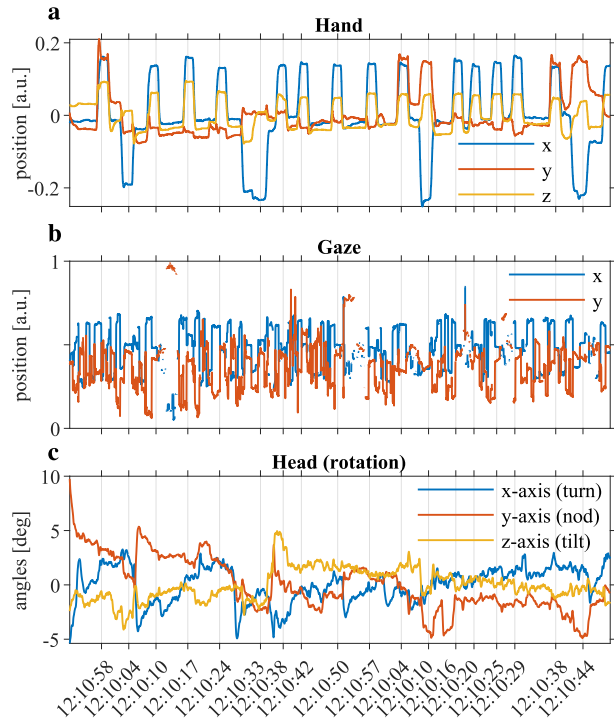 a
Hand
position [a.u.]
0.2
0
-0.2
x
y
z
b
Gaze
position [a.u.]
1
0
x
y
c
Head (rotation)
angles [deg]
10
5
0
-5
x-axis (turn)
y-axis (nod)
z-axis (tilt)
12:10:58
12:10:04
12:10:10
12:10:17
12:10:24
12:10:33
12:10:38
12:10:42
12:10:50
12:10:57
12:10:04
12:10:10
12:10:16
12:10:20
12:10:25
12:10:29
12:10:38
12:10:44